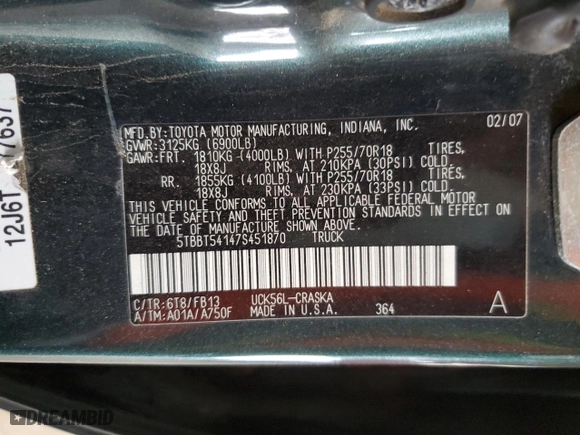 MFD.BY:TOYOTA MOTOR MANUFACTURING, INDIANA, INC. 02/07
GVWR:3125KG (6900LB)
GAWR:FRT. 1810KG (4000LB) WITH P255/70R18 TIRES,
18X8J RIMS, AT 210KPA (30PSI) COLD.
RR. 1855KG (4100LB) WITH P255/70R18 TIRES,
18X8J RIMS, AT 230KPA (33PSI) COLD.
THIS VEHICLE CONFORMS TO ALL APPLICABLE FEDERAL MOTOR
VEHICLE SAFETY AND THEFT PREVENTION STANDARDS IN EFFECT ON
THE DATE OF MANUFACTURE SHOWN ABOVE.
5TBBT54147S451870 TRUCK
C/TR:6T8/FB13 UCK56L-CRASKA
A/TM:A01A/A750F MADE IN U.S.A. 364 A
12J6T 7637
DREAMBID